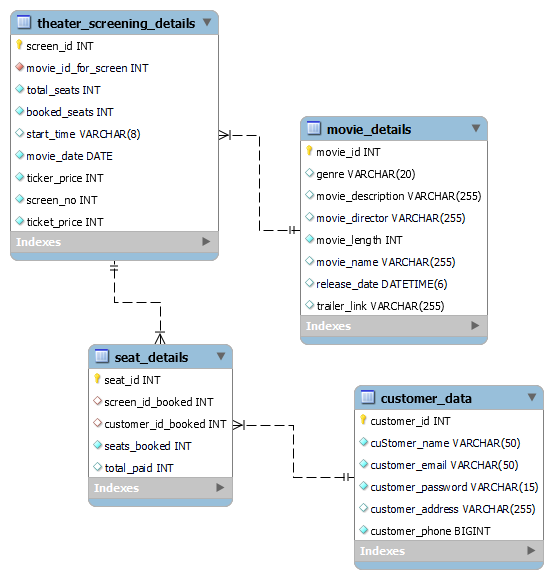 theater_screening_details
screen_id INT
movie_id_for_screen INT
total_seats INT
booked_seats INT
start_time VARCHAR(8)
movie_date DATE
ticker_price INT
screen_no INT
ticket_price INT
Indexes
movie_details
movie_id INT
genre VARCHAR(20)
movie_description VARCHAR(255)
movie_director VARCHAR(255)
movie_length INT
movie_name VARCHAR(255)
release_date DATETIME(6)
trailer_link VARCHAR(255)
Indexes
seat_details
seat_id INT
screen_id_booked INT
customer_id_booked INT
seats_booked INT
total_paid INT
Indexes
customer_data
customer_id INT
cuStomer_name VARCHAR(50)
customer_email VARCHAR(50)
customer_password VARCHAR(15)
customer_address VARCHAR(255)
customer_phone BIGINT
Indexes